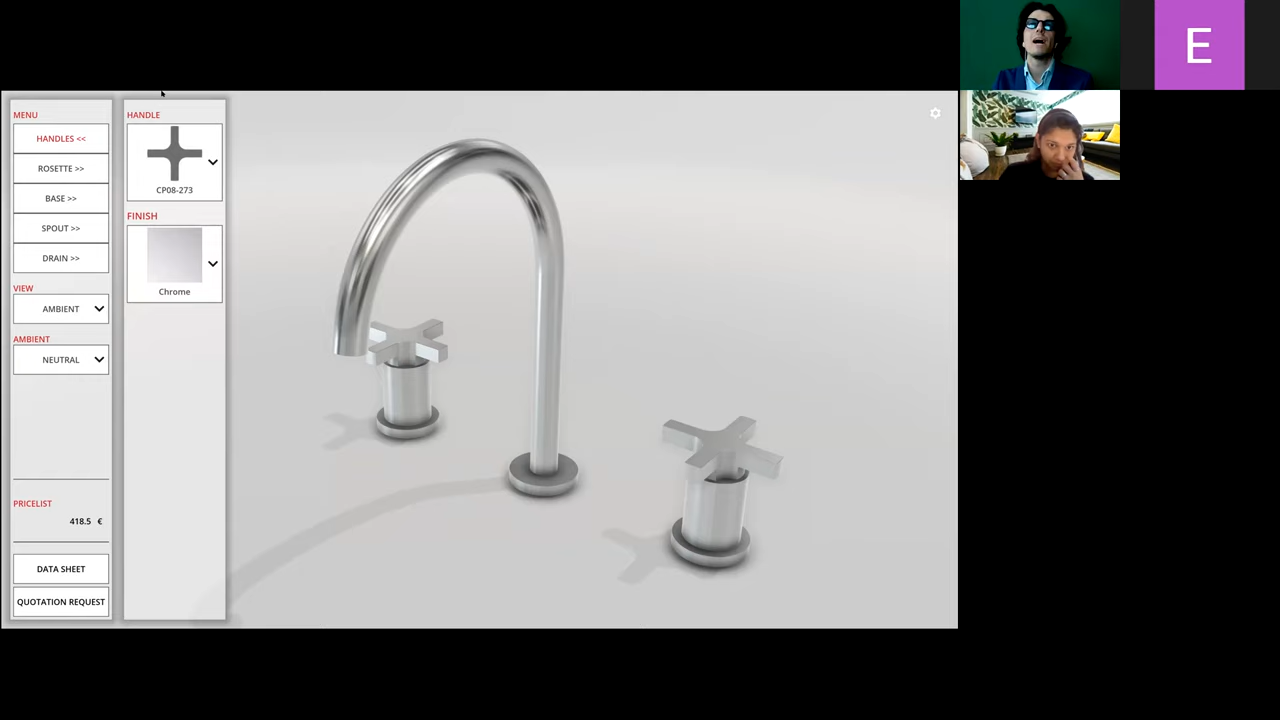 MENU
HANDLES <<
ROSETTE >>
BASE >>
SPOUT >>
DRAIN >>
VIEW
AMBIENT
AMBIENT
NEUTRAL
PRICELIST
418.5 €
DATA SHEET
QUOTATION REQUEST
HANDLE
CP08-273
FINISH
Chrome
E